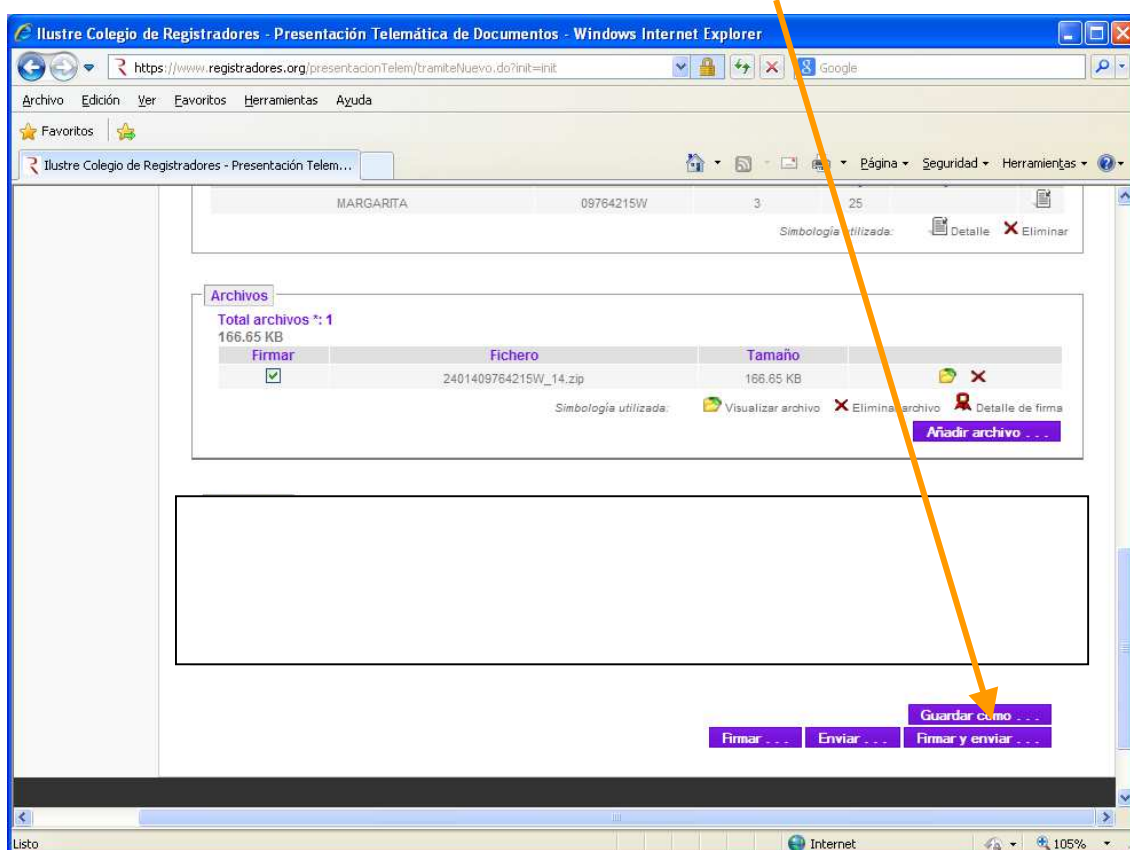 Ilustre Colegio de Registradores - Presentación Telemática de Documentos - Windows Internet Explorer
https://www.registradores.org/presentacionTelem/tramiteNuevo.do?init=init Google
Archivo Edición Ver Favoritos Herramientas Ayuda
Favoritos
Ilustre Colegio de Registradores - Presentación Telem... Página Seguridad Herramientas
MARGARITA 09764215W 3 25
Simbología utilizada: Detalle Eliminar
Archivos
Total archivos *: 1
166.65 KB
Firmar Fichero Tamaño
2401409764215W_14.zip 166.65 KB
Simbología utilizada: Visualizar archivo Eliminar archivo Detalle de firma
Añadir archivo . . .
Guardar como . . .
Firmar . . . Enviar . . . Firmar y enviar . . .
Listo Internet 105%